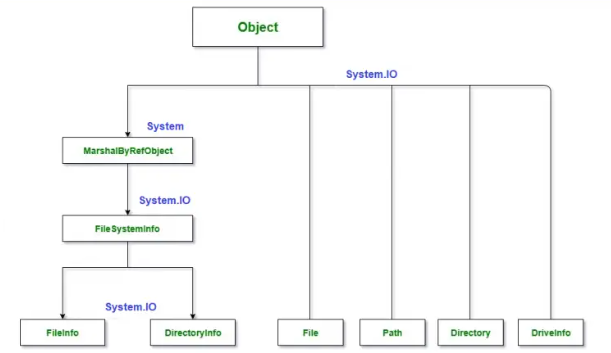 Object
System.IO
System
MarshalByRefObject
System.IO
FileSystemInfo
System.IO
FileInfo
DirectoryInfo
File
Path
Directory
DriveInfo